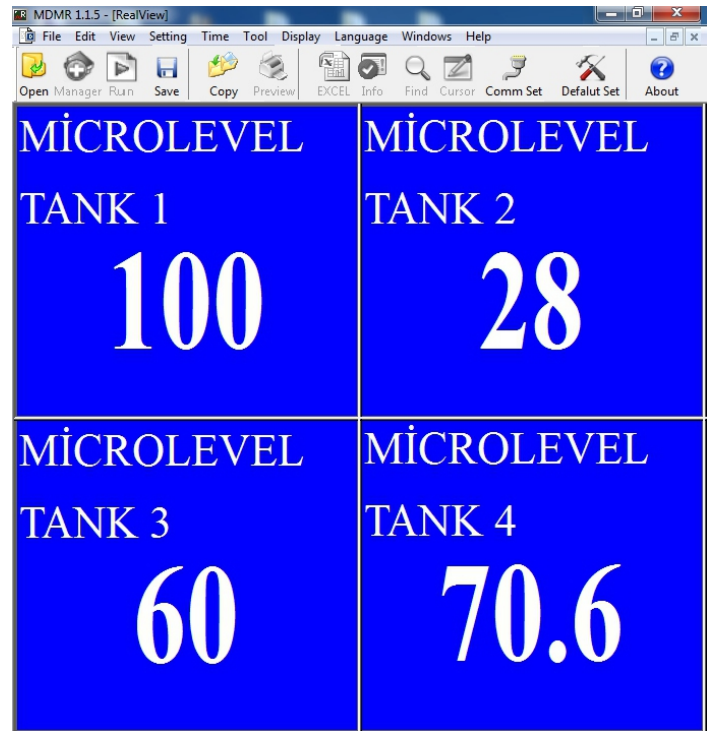 MDMR 1.1.5 - [RealView]
File Edit View Setting Time Tool Display Language Windows Help
Open Manager Run Save Copy Preview EXCEL Info Find Cursor Comm Set Defalut Set About
MİCROLEVEL
TANK 1
100
MİCROLEVEL
TANK 2
28
MİCROLEVEL
TANK 3
60
MİCROLEVEL
TANK 4
70.6